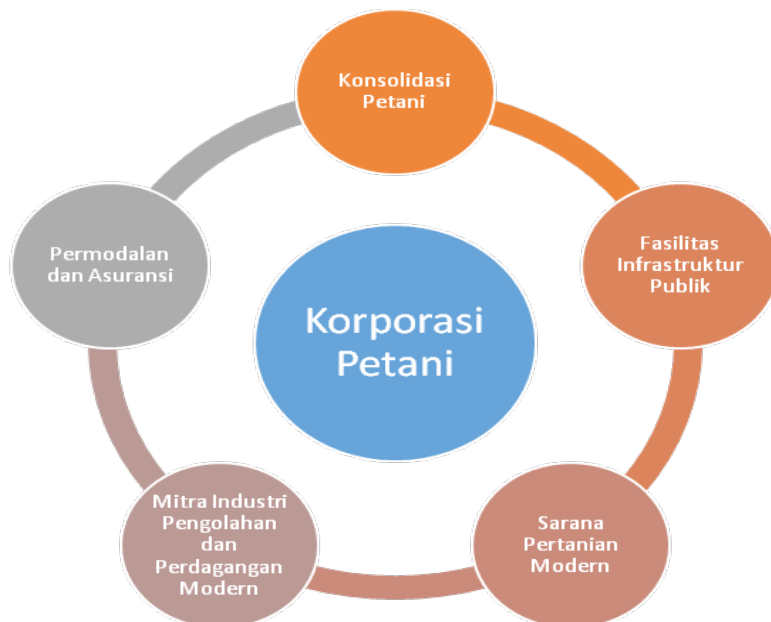 Konsolidasi
Petani
Fasilitas
Infrastruktur
Publik
Sarana
Pertanian
Modern
Mitra Industri
Pengolahan
dan
Perdagangan
Modern
Permodalan
dan Asuransi
Korporasi
Petani